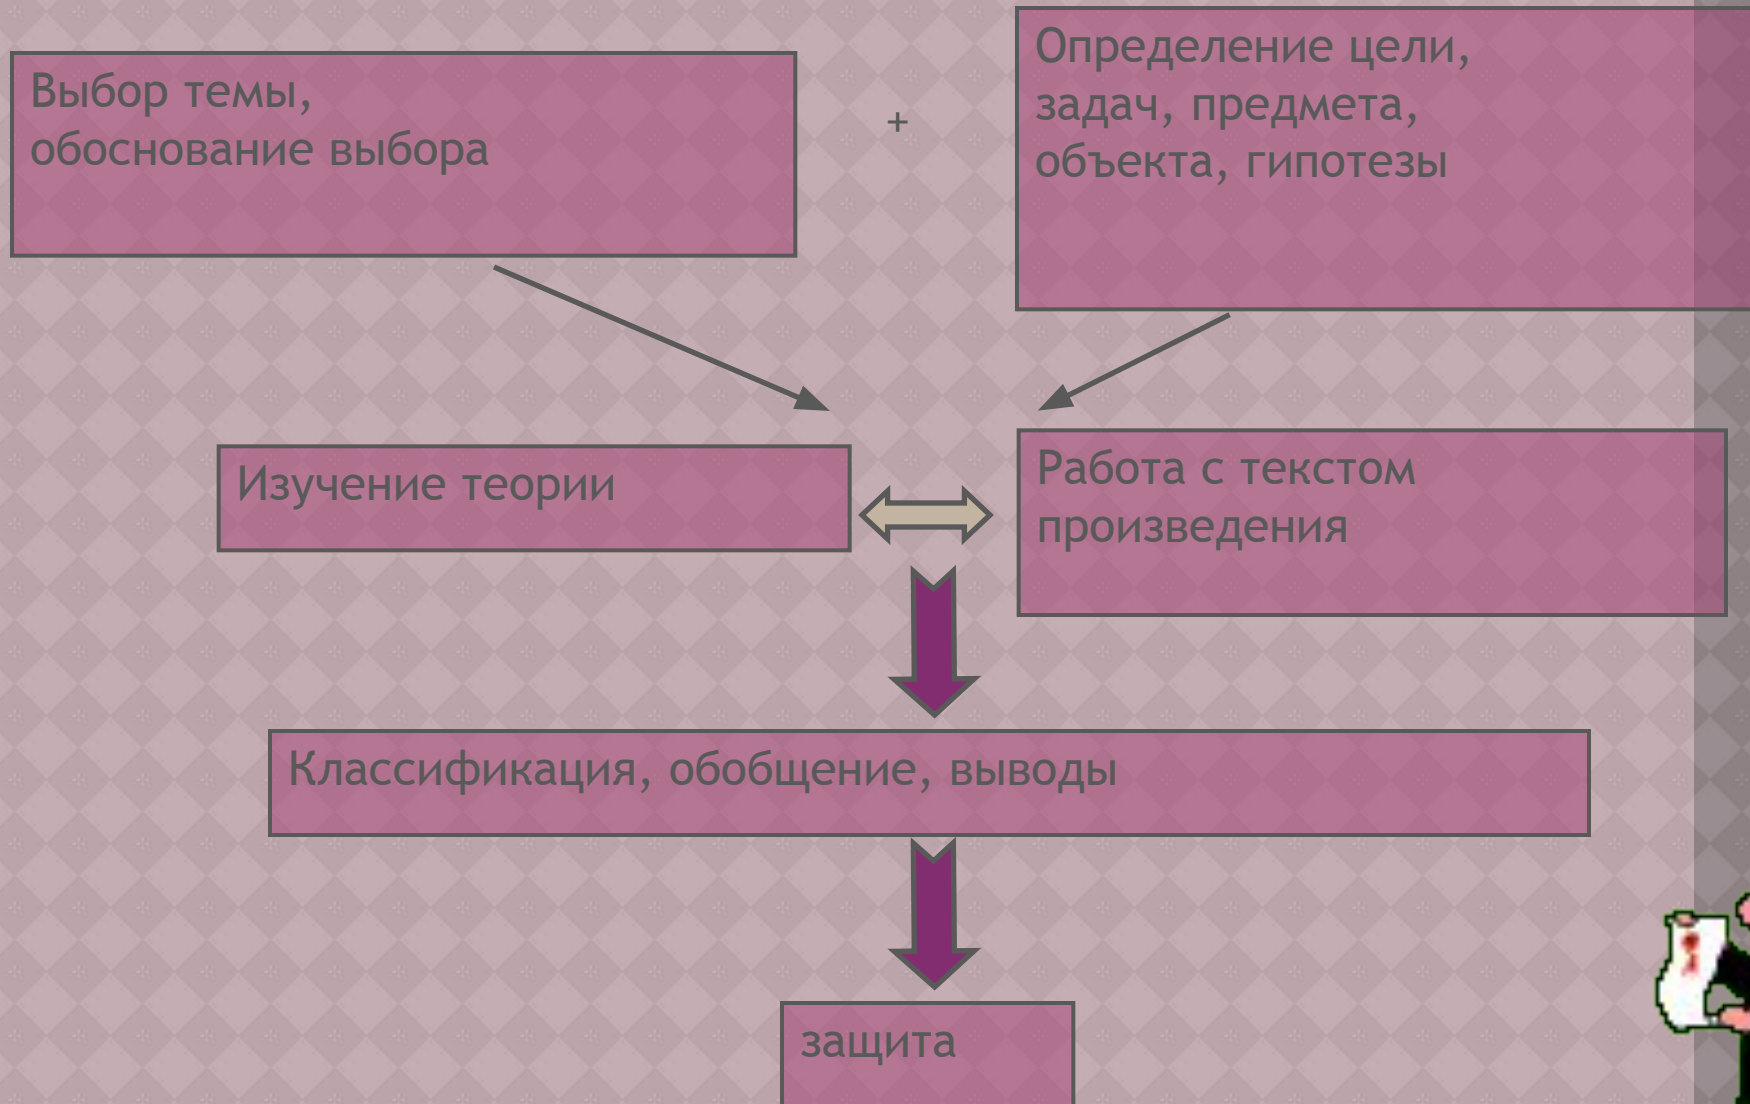 Выбор темы,
обоснование выбора
+
Определение цели,
задач, предмета,
объекта, гипотезы
Изучение теории
Работа с текстом
произведения
Классификация, обобщение, выводы
защита